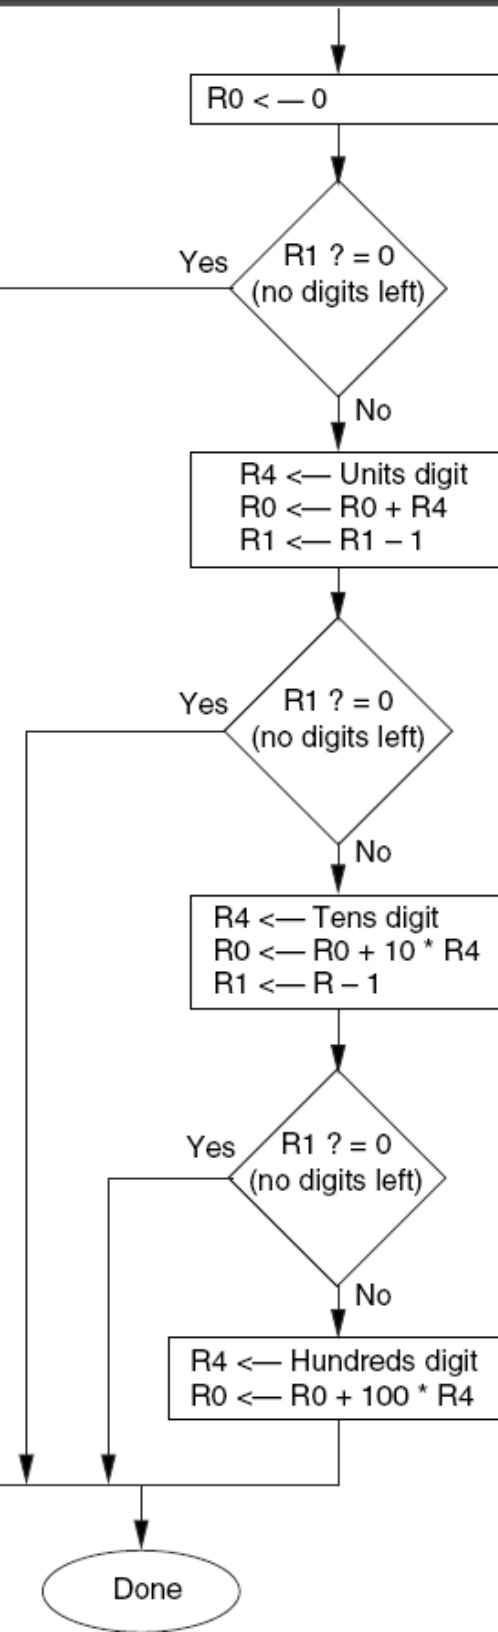 R0 <— 0
R1 ? = 0
(no digits left)
Yes
No
R4 <— Units digit
R0 <— R0 + R4
R1 <— R1 – 1
R1 ? = 0
(no digits left)
Yes
No
R4 <— Tens digit
R0 <— R0 + 10 * R4
R1 <— R – 1
R1 ? = 0
(no digits left)
Yes
No
R4 <— Hundreds digit
R0 <— R0 + 100 * R4
Done